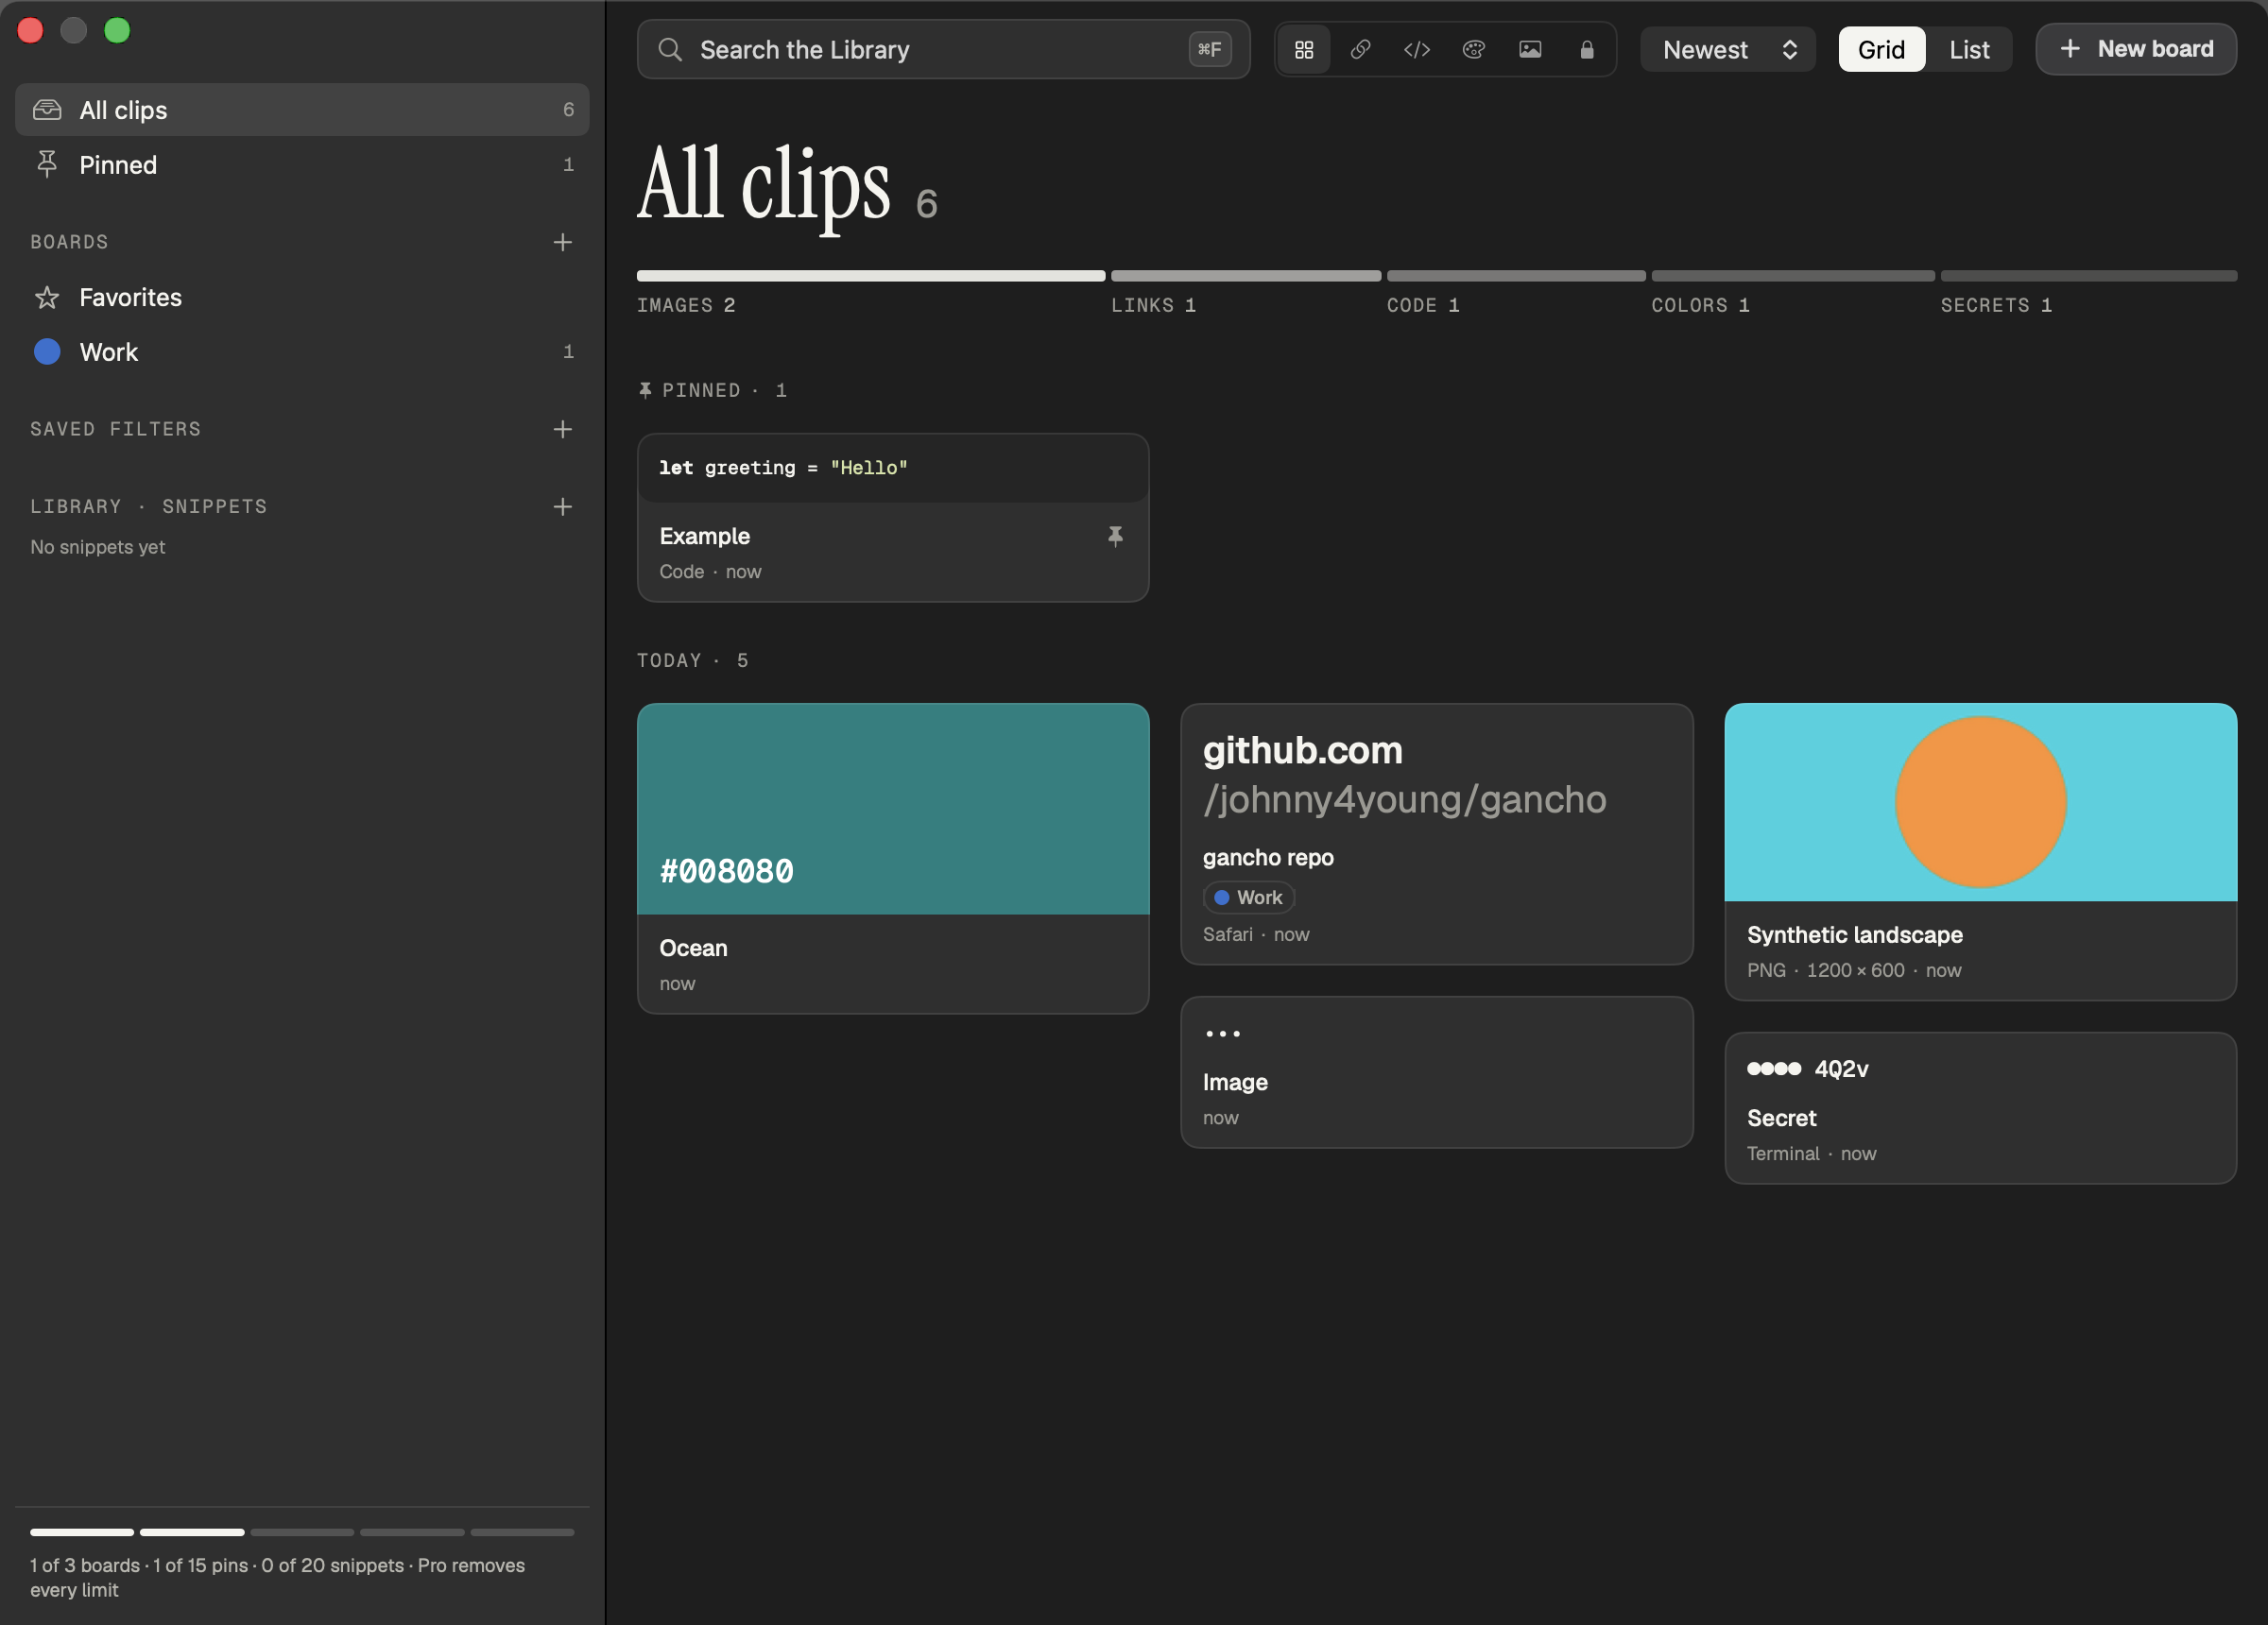 All clips 6
Pinned 1
BOARDS
Favorites
Work 1
SAVED FILTERS
LIBRARY · SNIPPETS
No snippets yet
1 of 3 boards · 1 of 15 pins · 0 of 20 snippets · Pro removes
every limit
Search the Library ⌘F
Newest
Grid
List
+ New board
All clips 6
IMAGES 2
LINKS 1
CODE 1
COLORS 1
SECRETS 1
PINNED · 1
let greeting = "Hello"
Example
Code · now
TODAY · 5
#008080
Ocean
now
github.com
/johnny4young/gancho
gancho repo
Work
Safari · now
Synthetic landscape
PNG · 1200 × 600 · now
...
Image
now
●●●● 4Q2v
Secret
Terminal · now